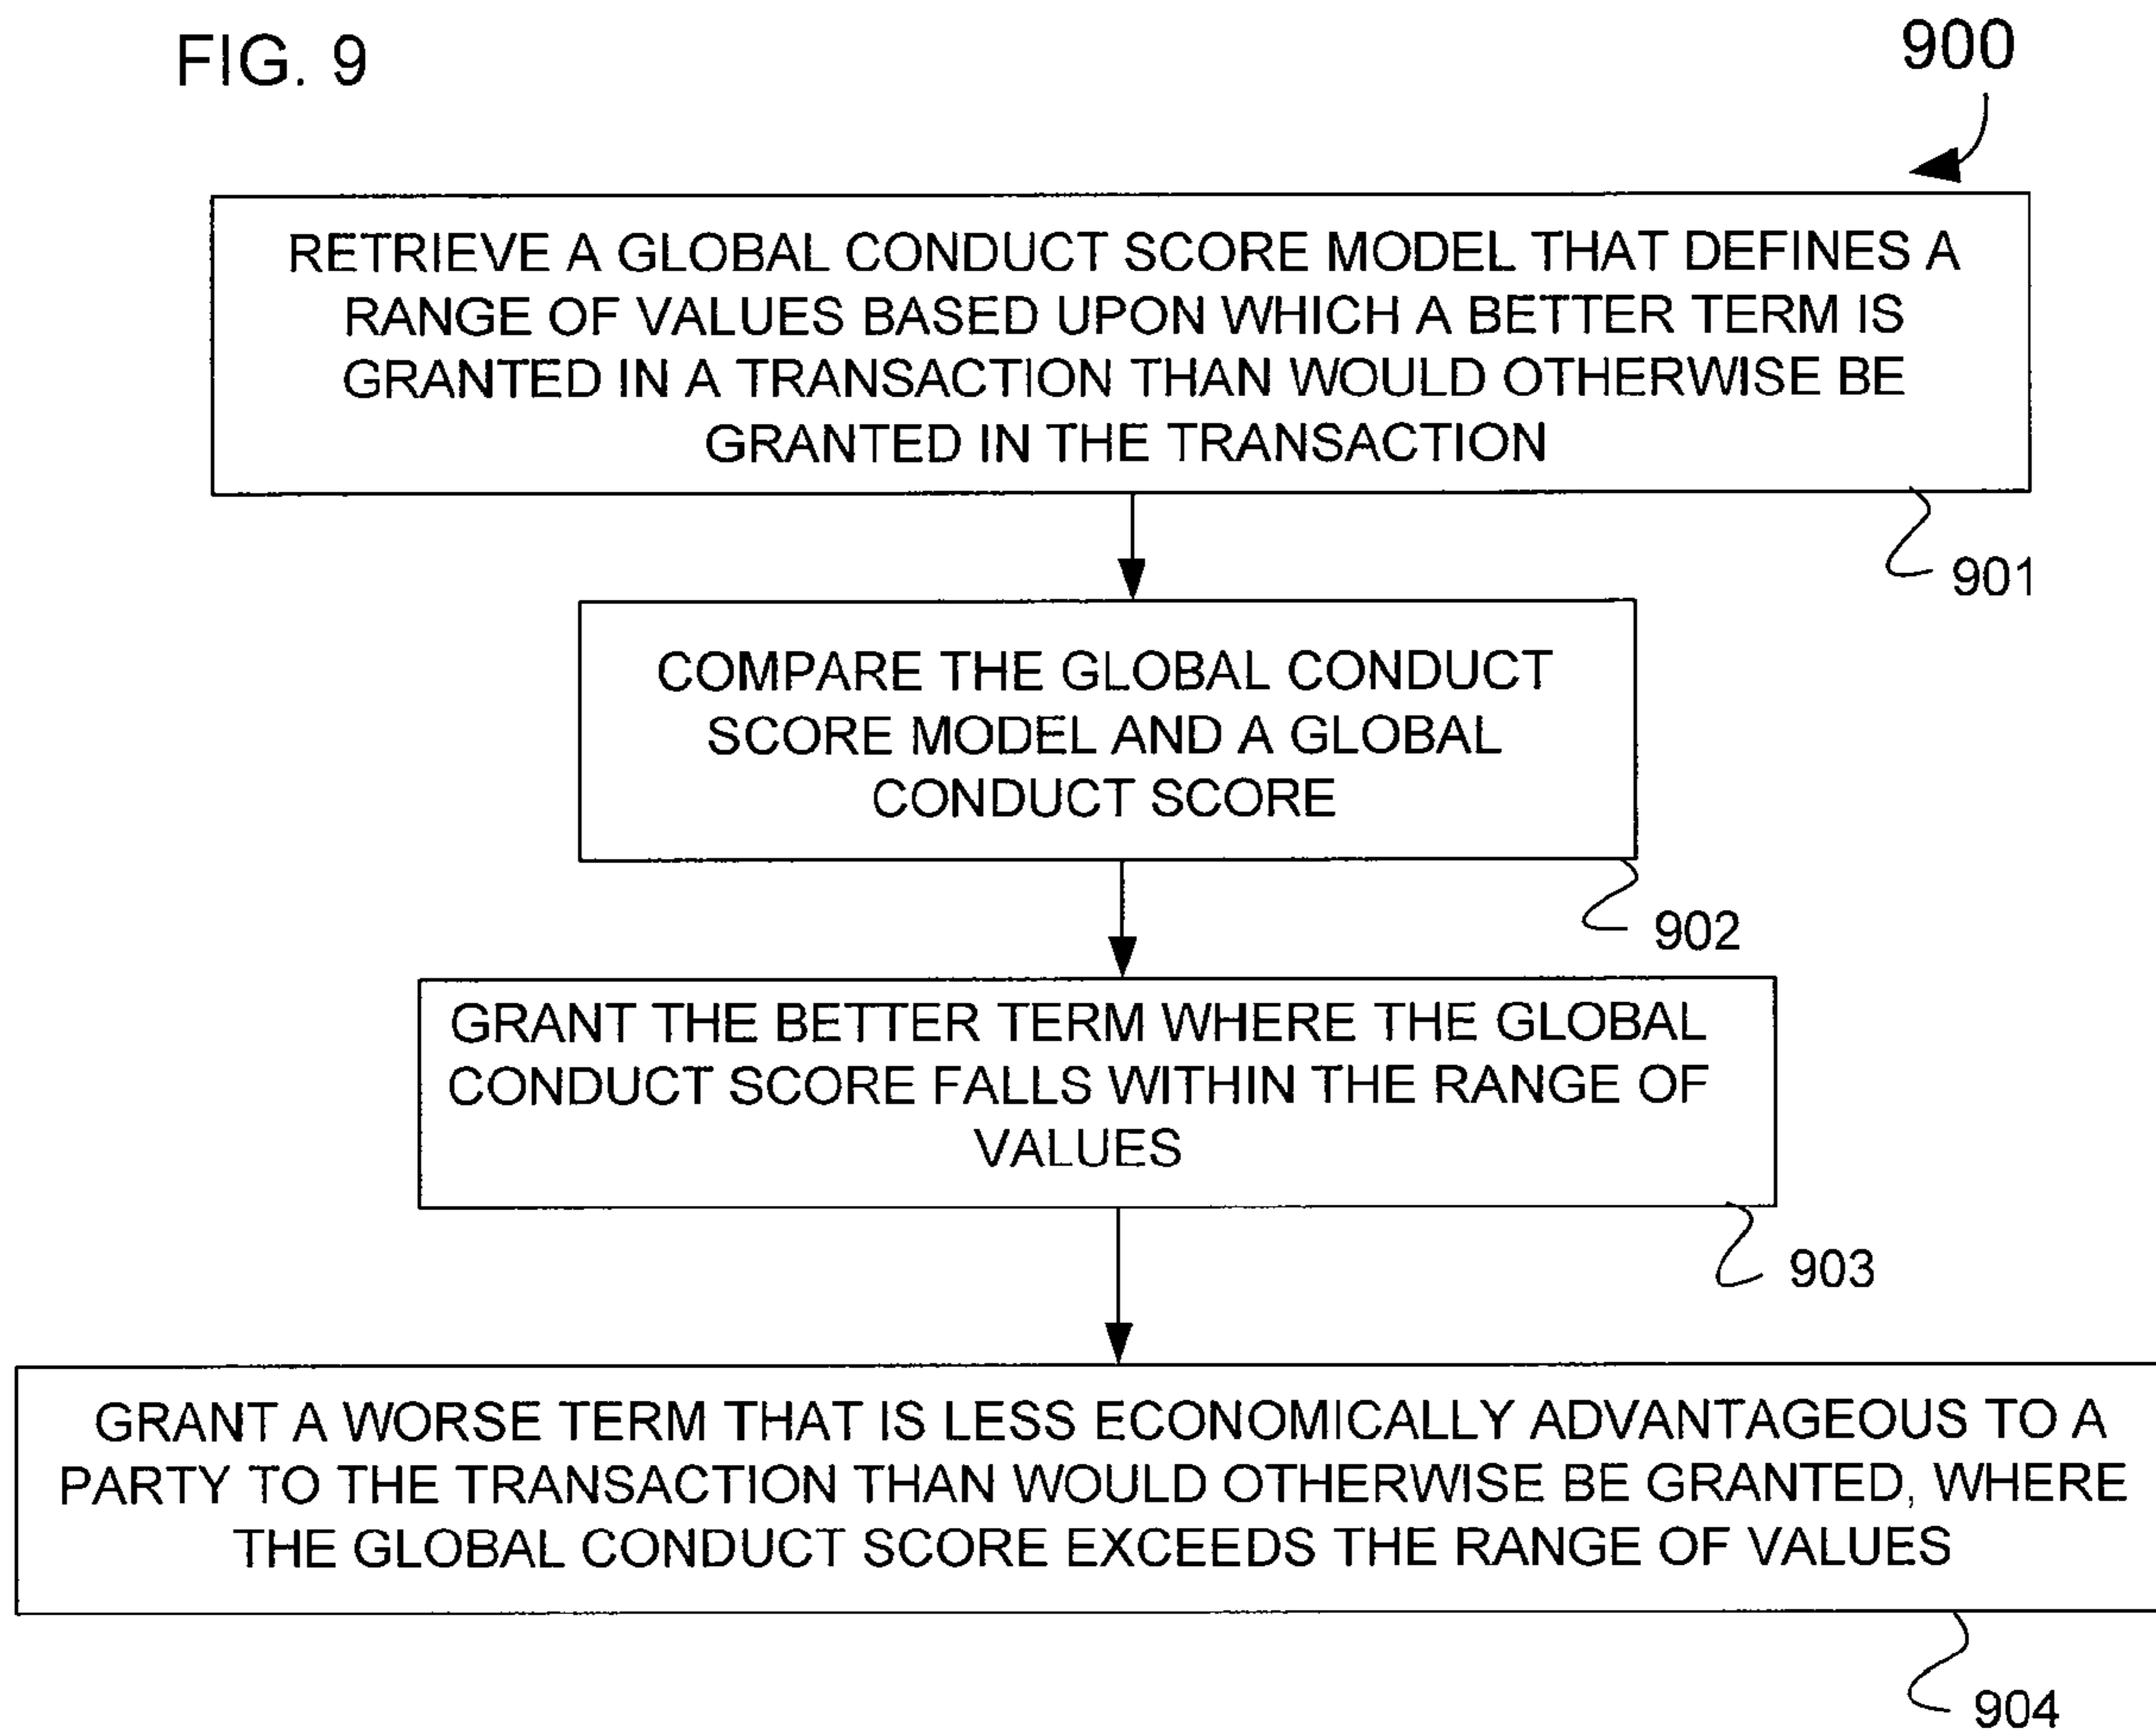 FIG. 9
900
RETRIEVE A GLOBAL CONDUCT SCORE MODEL THAT DEFINES A
RANGE OF VALUES BASED UPON WHICH A BETTER TERM IS
GRANTED IN A TRANSACTION THAN WOULD OTHERWISE BE
GRANTED IN THE TRANSACTION
901
COMPARE THE GLOBAL CONDUCT
SCORE MODEL AND A GLOBAL
CONDUCT SCORE
902
GRANT THE BETTER TERM WHERE THE GLOBAL
CONDUCT SCORE FALLS WITHIN THE RANGE OF
VALUES
903
GRANT A WORSE TERM THAT IS LESS ECONOMICALLY ADVANTAGEOUS TO A
PARTY TO THE TRANSACTION THAN WOULD OTHERWISE BE GRANTED, WHERE
THE GLOBAL CONDUCT SCORE EXCEEDS THE RANGE OF VALUES
904